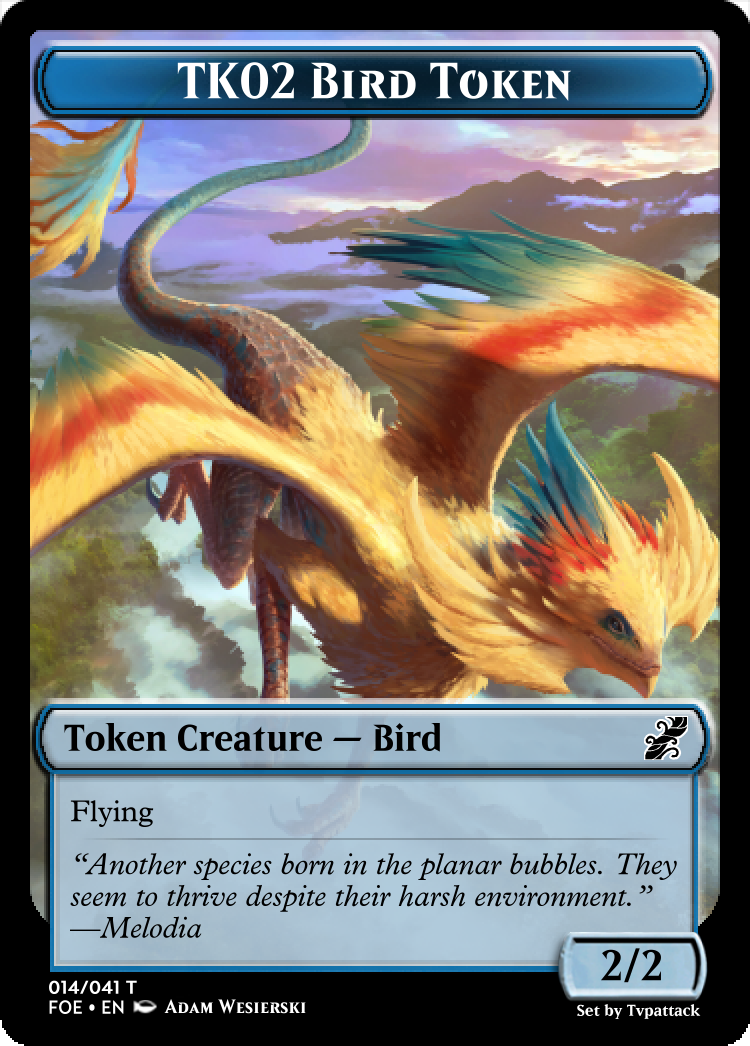 TK02 Bird Token
Token Creature — Bird
Flying
“Another species born in the planar bubbles. They
seem to thrive despite their harsh environment.”
—Melodia
2/2
014/041 T
FOE • EN Adam Wesierski
Set by Tvpattack